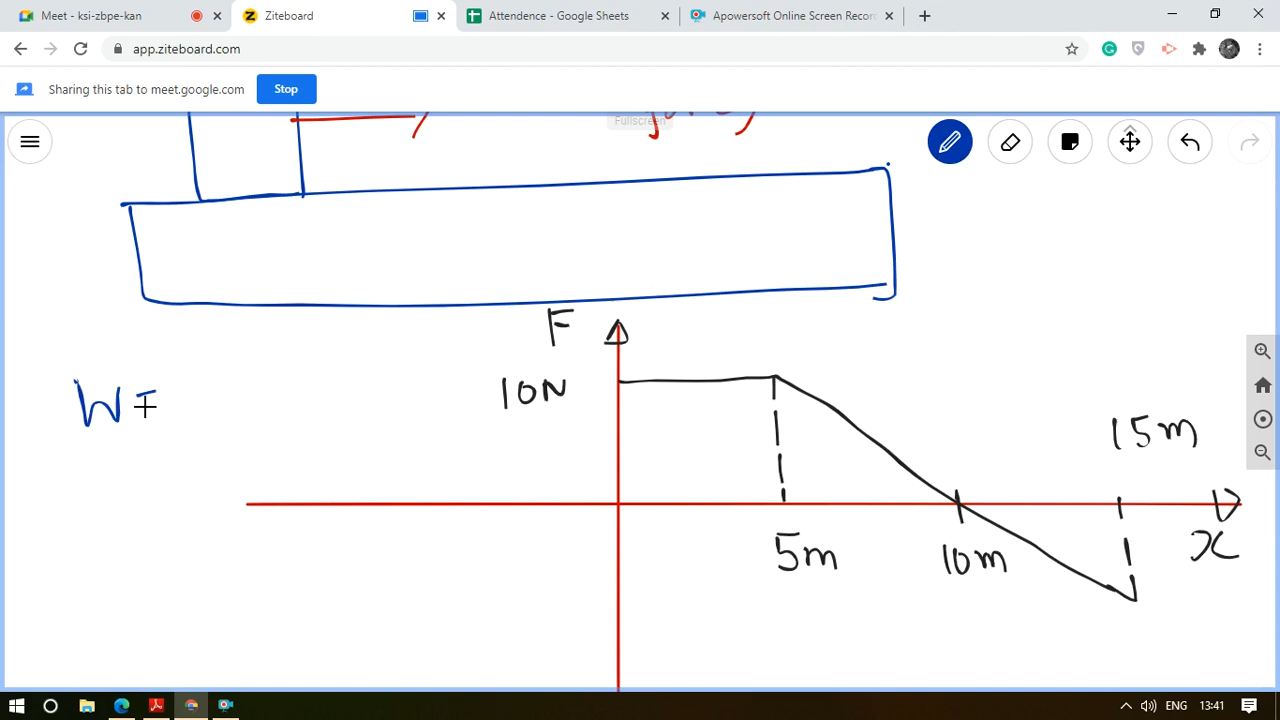 Meet - ksi-zbpe-kan
Ziteboard
Attendence - Google Sheets
Apowersoft Online Screen Recor
app.ziteboard.com
Sharing this tab to meet.google.com
Stop
Fullscreen
F
10N
W =
15m
5m
10m
x
ENG
13:41